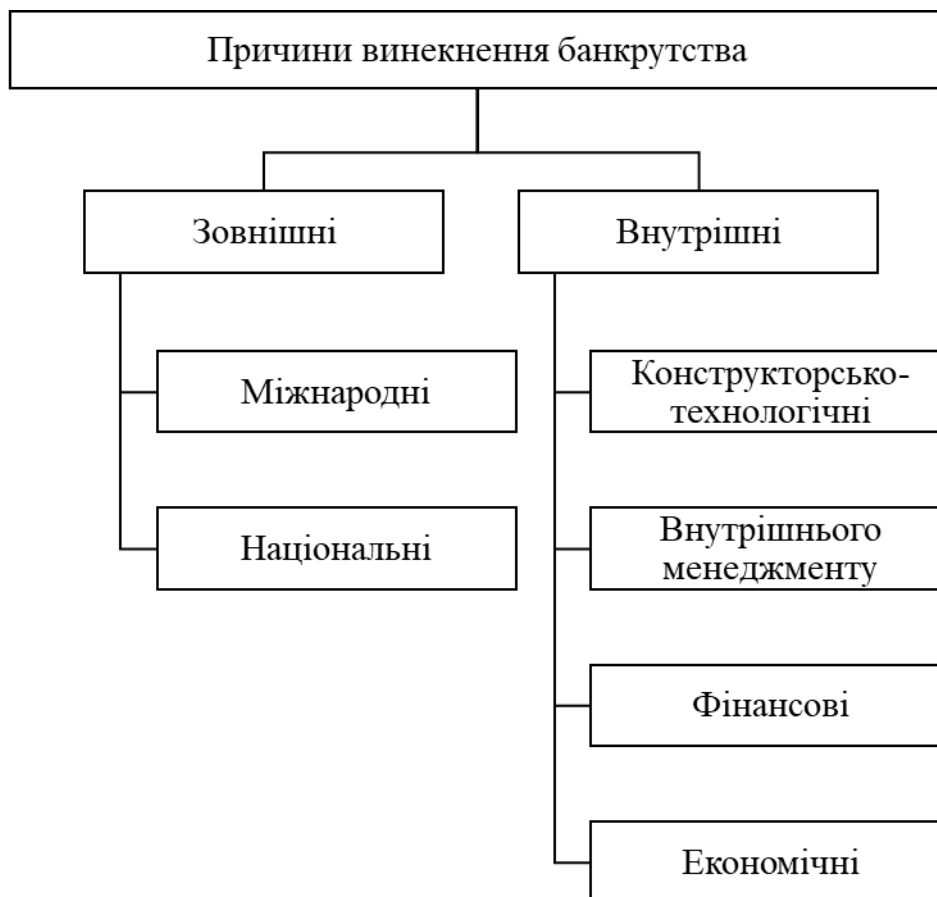 Причини винекнення банкрутства
Зовнішні
Міжнародні
Національні
Внутрішні
Конструкторсько-
технологічні
Внутрішнього
менеджменту
Фінансові
Економічні